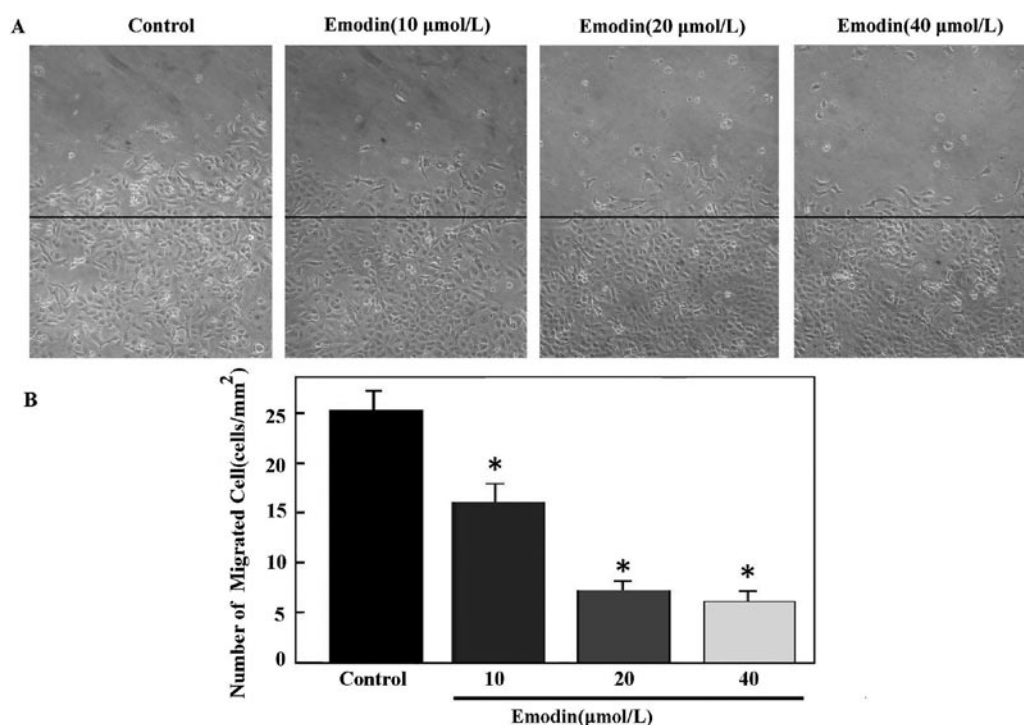 A
Control
Emodin(10 μmol/L)
Emodin(20 μmol/L)
Emodin(40 μmol/L)
B
Number of Migrated Cell(cells/mm²)
25
20
15
10
5
0
*
*
*
Control
10
20
40
Emodin(μmol/L)